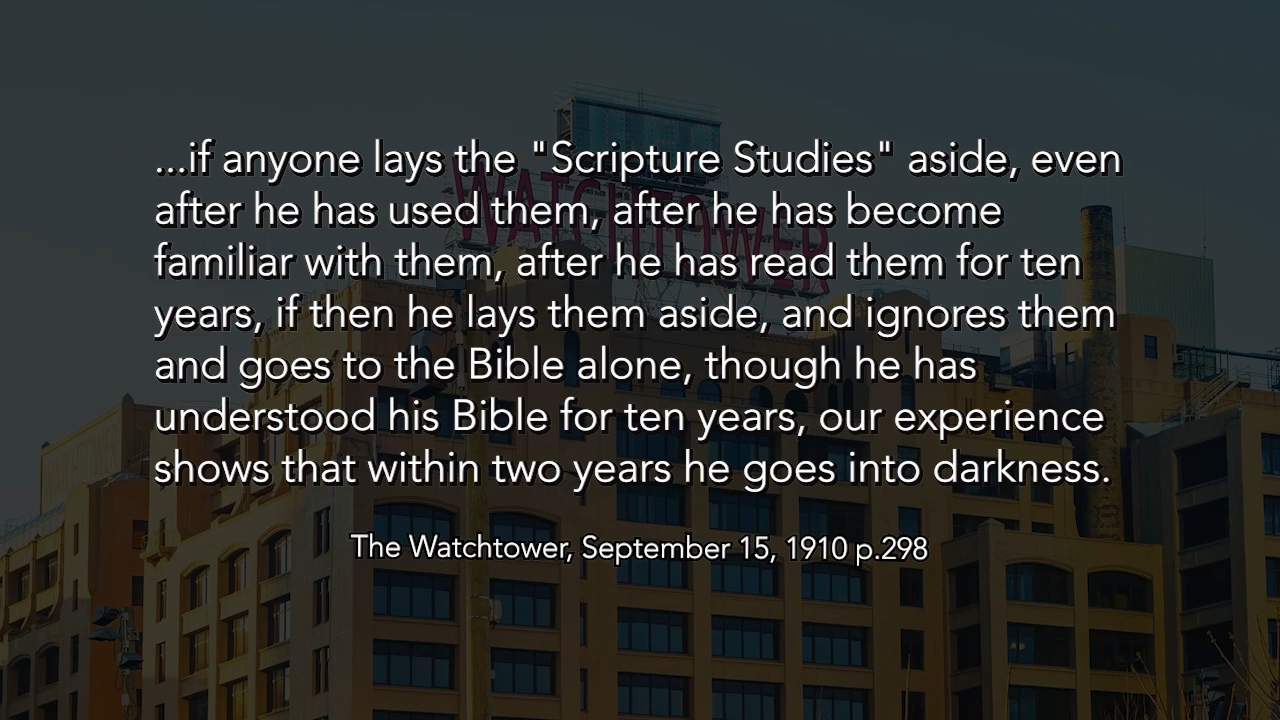 WATCHTOWER
...if anyone lays the "Scripture Studies" aside, even
after he has used them, after he has become
familiar with them, after he has read them for ten
years, if then he lays them aside, and ignores them
and goes to the Bible alone, though he has
understood his Bible for ten years, our experience
shows that within two years he goes into darkness.
The Watchtower, September 15, 1910 p.298